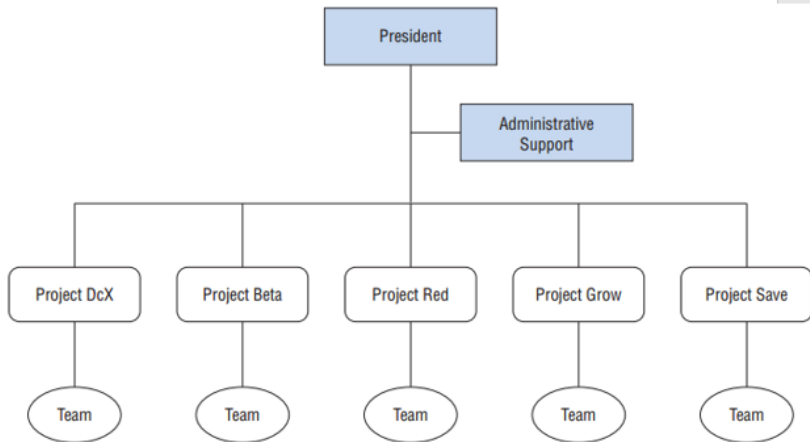 President
Administrative
Support
Project DcX
Project Beta
Project Red
Project Grow
Project Save
Team
Team
Team
Team
Team